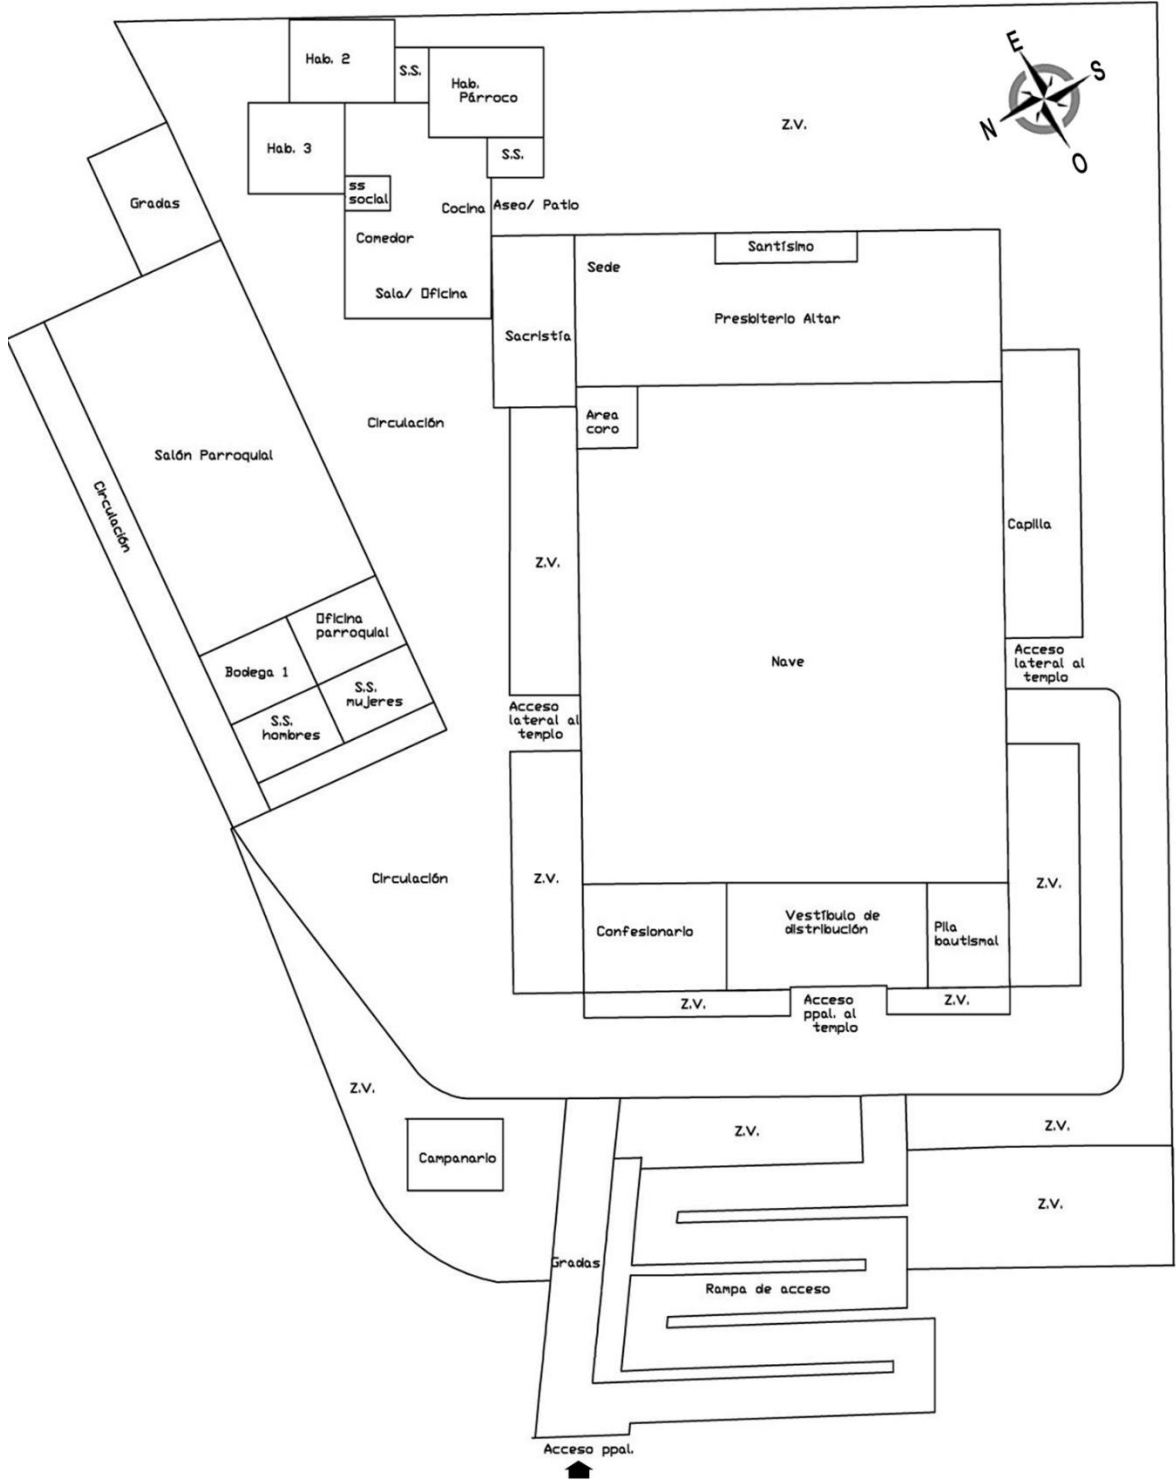 E
S
N
O
Hab. 2
S.S.
Hab.
Párroco
Z.V.
Hab. 3
S.S.
ss
social
Gradas
Cocina
Aseo/ Patio
Comedor
Sala/ Oficina
Sede
Santísimo
Sacristía
Presbiterio Altar
Area
coro
Circulación
Salón Parroquial
Circulación
Z.V.
Capilla
Oficina
parroquial
Bodega 1
S.S.
mujeres
S.S.
hombres
Nave
Acceso
lateral al
templo
Acceso
lateral al
templo
Circulación
Z.V.
Z.V.
Confesionario
Vestíbulo de
distribución
Pila
bautismal
Z.V.
Acceso
ppal. al
templo
Z.V.
Z.V.
Campanario
Z.V.
Z.V.
Z.V.
Gradas
Rampa de acceso
Acceso ppal.